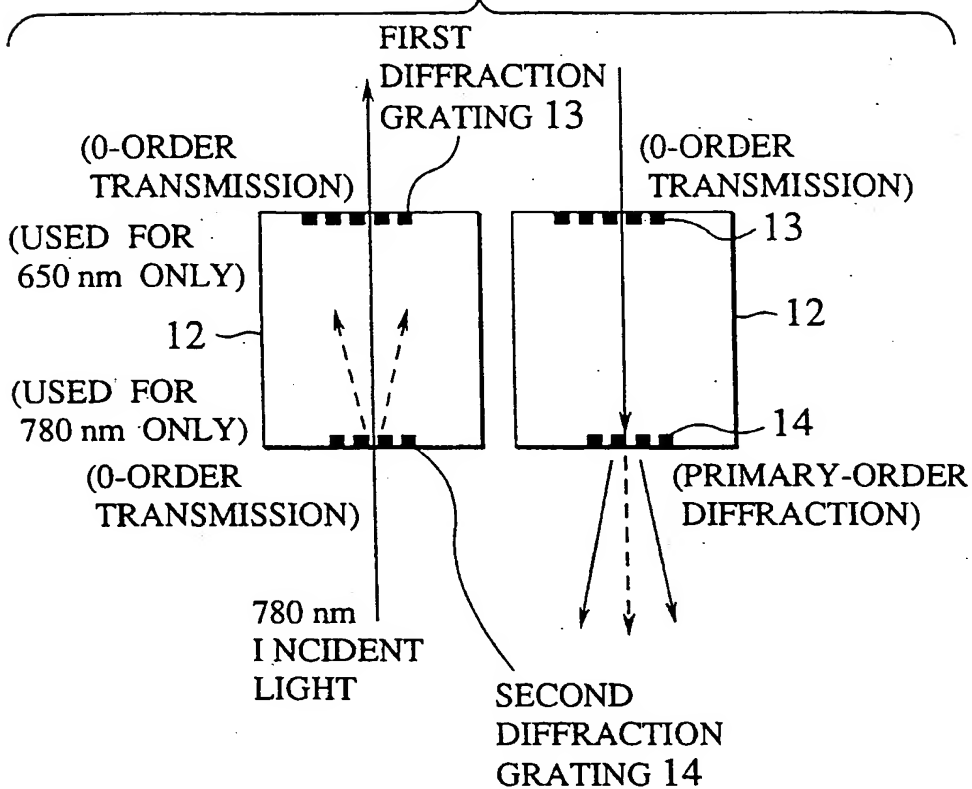 FIRST
DIFFRACTION
GRATING 13
(0-ORDER
TRANSMISSION)
(0-ORDER
TRANSMISSION)
(USED FOR
650 nm ONLY)
13
12
12
(USED FOR
780 nm ONLY)
14
(0-ORDER
TRANSMISSION)
(PRIMARY-ORDER
DIFFRACTION)
780 nm
I NCIDENT
LIGHT
SECOND
DIFFRACTION
GRATING 14